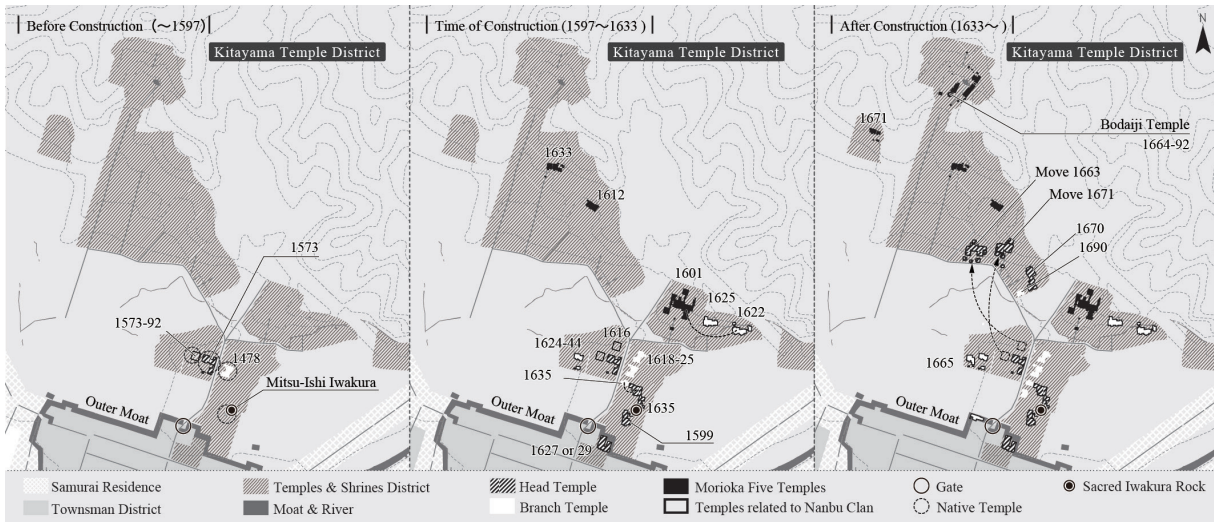 Before Construction (～1597)
Kitayama Temple District
1573
1573-92
1478
Mitsu-Ishi Iwakura
Outer Moat
Time of Construction (1597～1633)
Kitayama Temple District
1633
1612
1601
1625
1622
1616
1624-44
1618-25
1635
1635
1599
1627 or 29
After Construction (1633～)
N
Kitayama Temple District
Bodaiji Temple
1664-92
1671
Move 1663
Move 1671
1670
1690
1665
Outer Moat
Samurai Residence
Temples & Shrines District
Head Temple
Morioka Five Temples
Gate
Sacred Iwakura Rock
Townsman District
Moat & River
Branch Temple
Temples related to Nanbu Clan
Native Temple